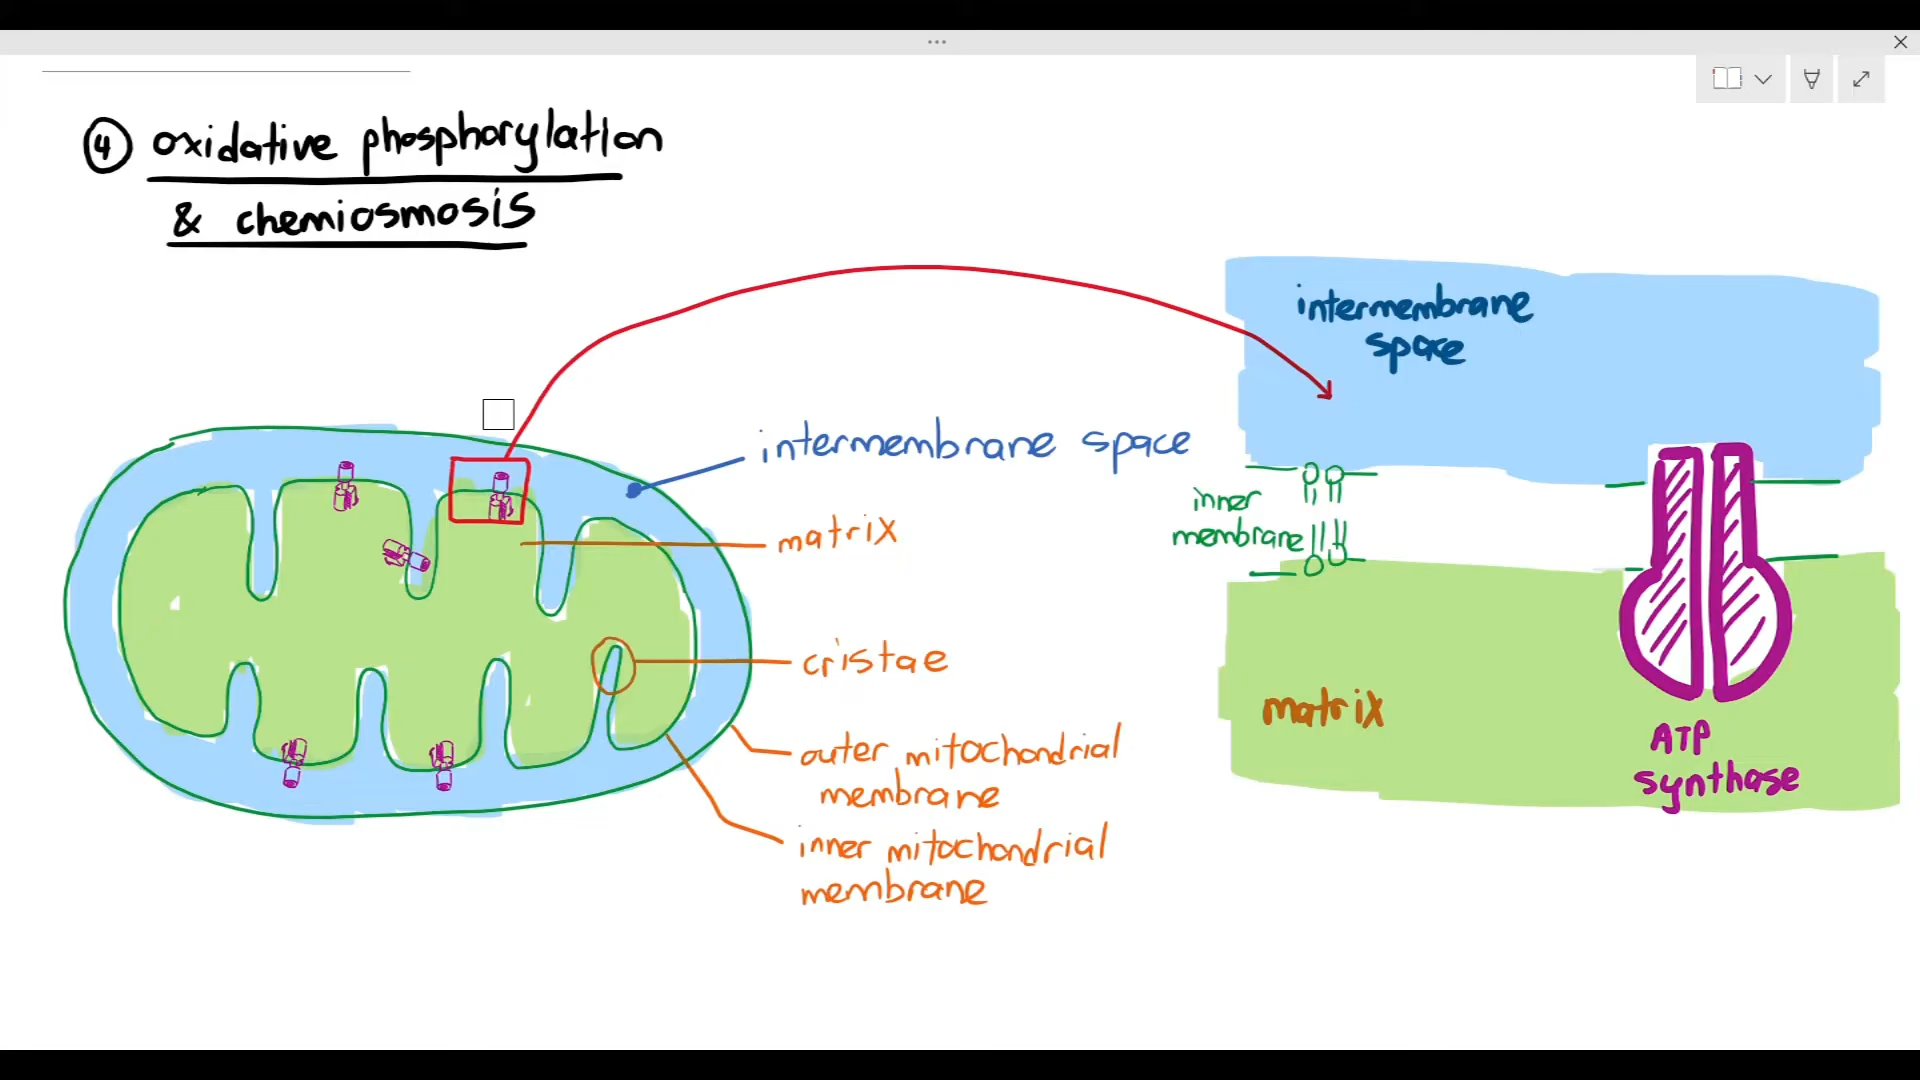 ④ oxidative phosphorylation
& chemiosmosis
intermembrane
space
intermembrane space
inner
membrane
matrix
cristae
matrix
ATP
synthase
outer mitochondrial
membrane
inner mitochondrial
membrane